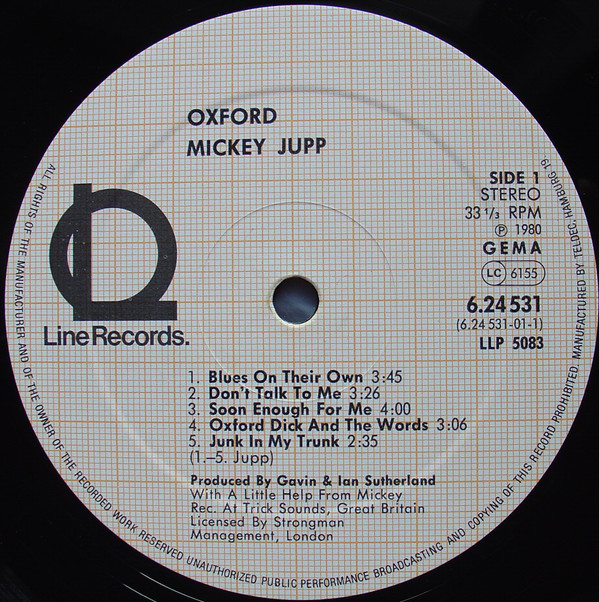 OXFORD
MICKEY JUPP
SIDE 1
STEREO
33 1/3 RPM
Ⓟ 1980
GEMA
LC 6155
6.24531
(6.24531-01-1)
LLP 5083
Line Records.
1. Blues On Their Own 3:45
2. Don't Talk To Me 3:26
3. Soon Enough For Me 4:00
4. Oxford Dick And The Words 3:06
5. Junk In My Trunk 2:35
(1.–5. Jupp)
Produced By Gavin & Ian Sutherland
With A Little Help From Mickey
Rec. At Trick Sounds, Great Britain
Licensed By Strongman
Management, London
ALL RIGHTS OF THE MANUFACTURER AND OF THE OWNER OF THE RECORDED WORK RESERVED UNAUTHORIZED PUBLIC PERFORMANCE BROADCASTING AND COPYING OF THIS RECORD PROHIBITED. MANUFACTURED BY TELDEC, HAMBURG 19